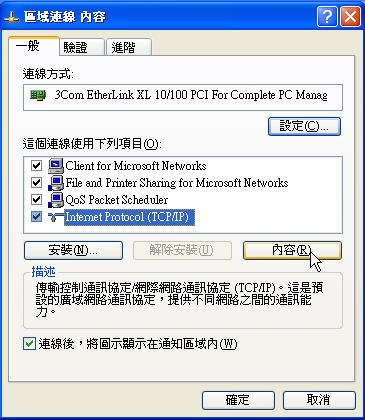 區域連線 內容
一般 驗證 進階
連線方式:
3Com EtherLink XL 10/100 PCI For Complete PC Manag
設定(C)...
這個連線使用下列項目(O):
Client for Microsoft Networks
File and Printer Sharing for Microsoft Networks
QoS Packet Scheduler
Internet Protocol (TCP/IP)
安裝(N)... 解除安裝(U) 內容(R)
描述
傳輸控制通訊協定/網際網路通訊協定 (TCP/IP)。這是預
設的廣域網路通訊協定，提供不同網路之間的通訊能
力。
連線後，將圖示顯示在通知區域內(W)
確定 取消